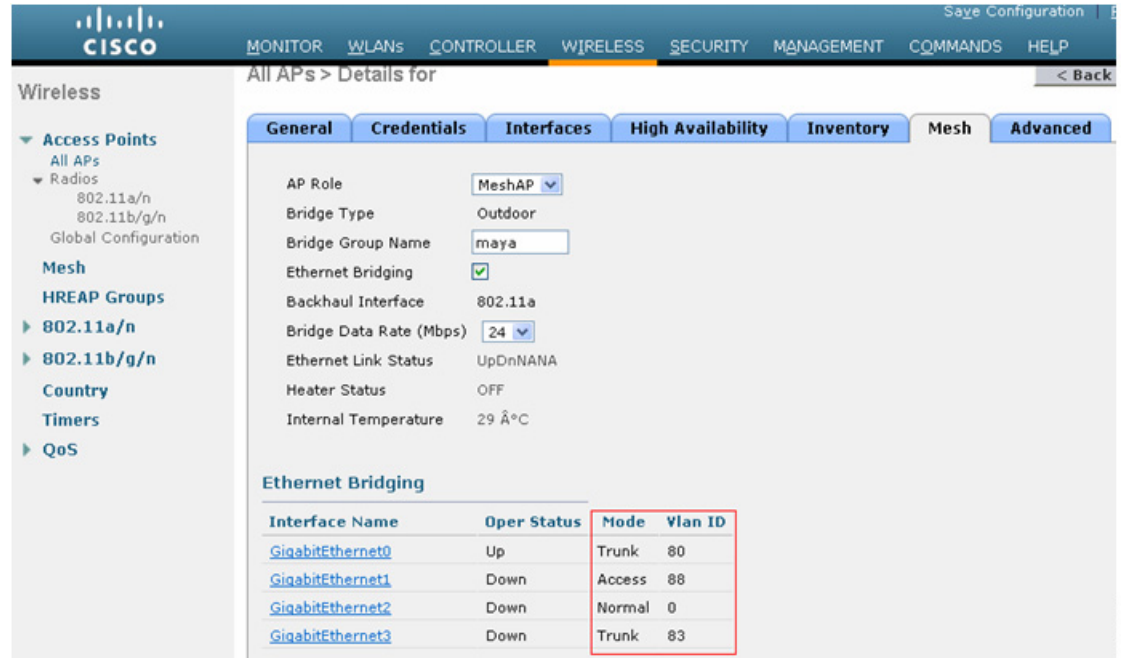 Save Configuration
CISCO
MONITOR WLANs CONTROLLER WIRELESS SECURITY MANAGEMENT COMMANDS HELP
All APs > Details for
< Back
Wireless
General Credentials Interfaces High Availability Inventory Mesh Advanced
Access Points
All APs
Radios
802.11a/n
802.11b/g/n
Global Configuration
Mesh
HREAP Groups
802.11a/n
802.11b/g/n
Country
Timers
QoS
AP Role MeshAP
Bridge Type Outdoor
Bridge Group Name maya
Ethernet Bridging
Backhaul Interface 802.11a
Bridge Data Rate (Mbps) 24
Ethernet Link Status UpDnNANA
Heater Status OFF
Internal Temperature 29 Â°C
Ethernet Bridging
Interface Name Oper Status Mode Vlan ID
GigabitEthernet0 Up Trunk 80
GigabitEthernet1 Down Access 88
GigabitEthernet2 Down Normal 0
GigabitEthernet3 Down Trunk 83